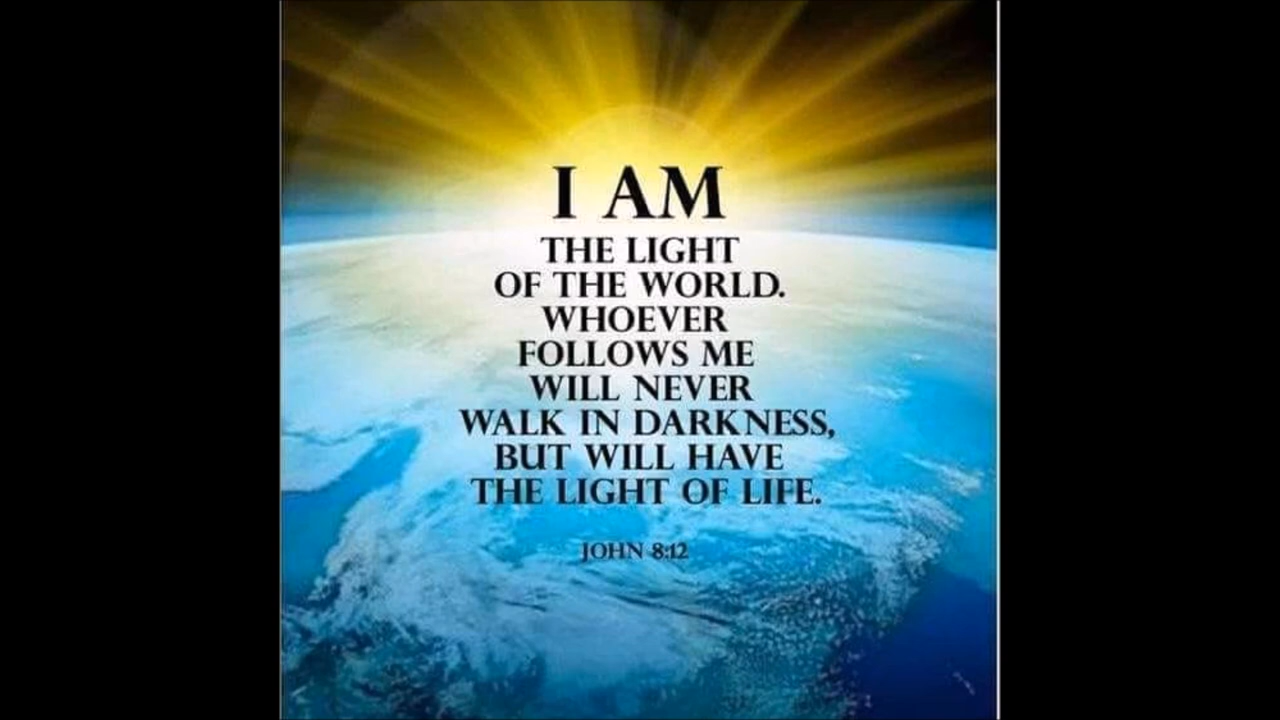 I AM
THE LIGHT
OF THE WORLD.
WHOEVER
FOLLOWS ME
WILL NEVER
WALK IN DARKNESS,
BUT WILL HAVE
THE LIGHT OF LIFE.
JOHN 8:12